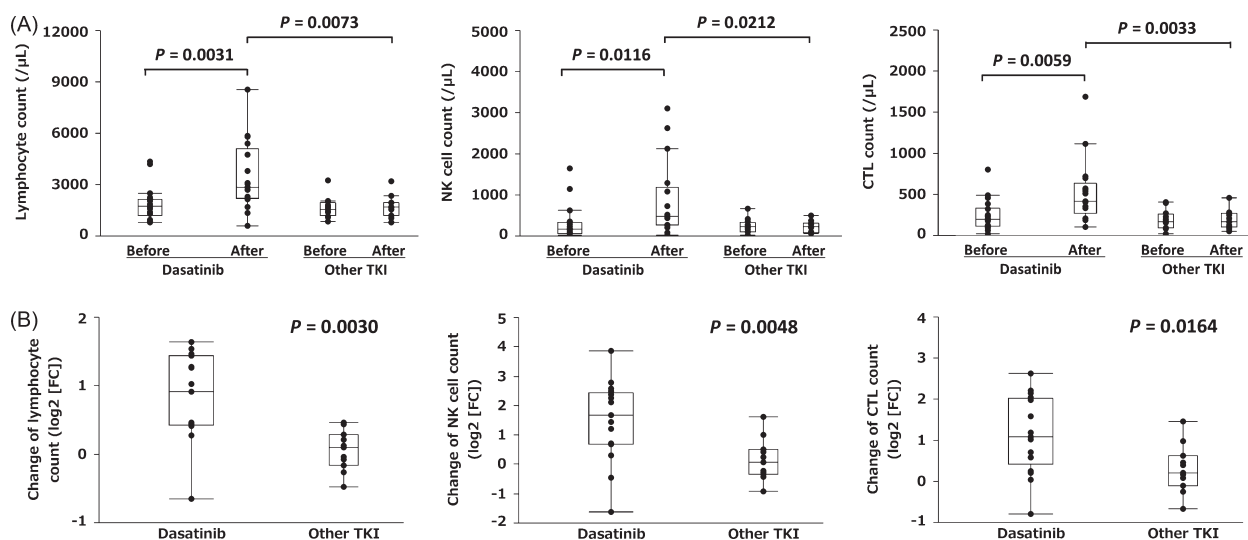 (A)
Lymphocyte count (/μL)
12000
9000
6000
3000
0
P = 0.0031
P = 0.0073
Before
After
Before
After
Dasatinib
Other TKI
NK cell count (/μL)
5000
4000
3000
2000
1000
0
P = 0.0116
P = 0.0212
Before
After
Before
After
Dasatinib
Other TKI
CTL count (/μL)
2500
2000
1500
1000
500
0
P = 0.0059
P = 0.0033
Before
After
Before
After
Dasatinib
Other TKI
(B)
Change of lymphocyte
count (log2 [FC])
2
1
0
-1
P = 0.0030
Dasatinib
Other TKI
Change of NK cell count
(log2 [FC])
5
4
3
2
1
0
-1
-2
P = 0.0048
Dasatinib
Other TKI
Change of CTL count
(log2 [FC])
4
3
2
1
0
-1
P = 0.0164
Dasatinib
Other TKI